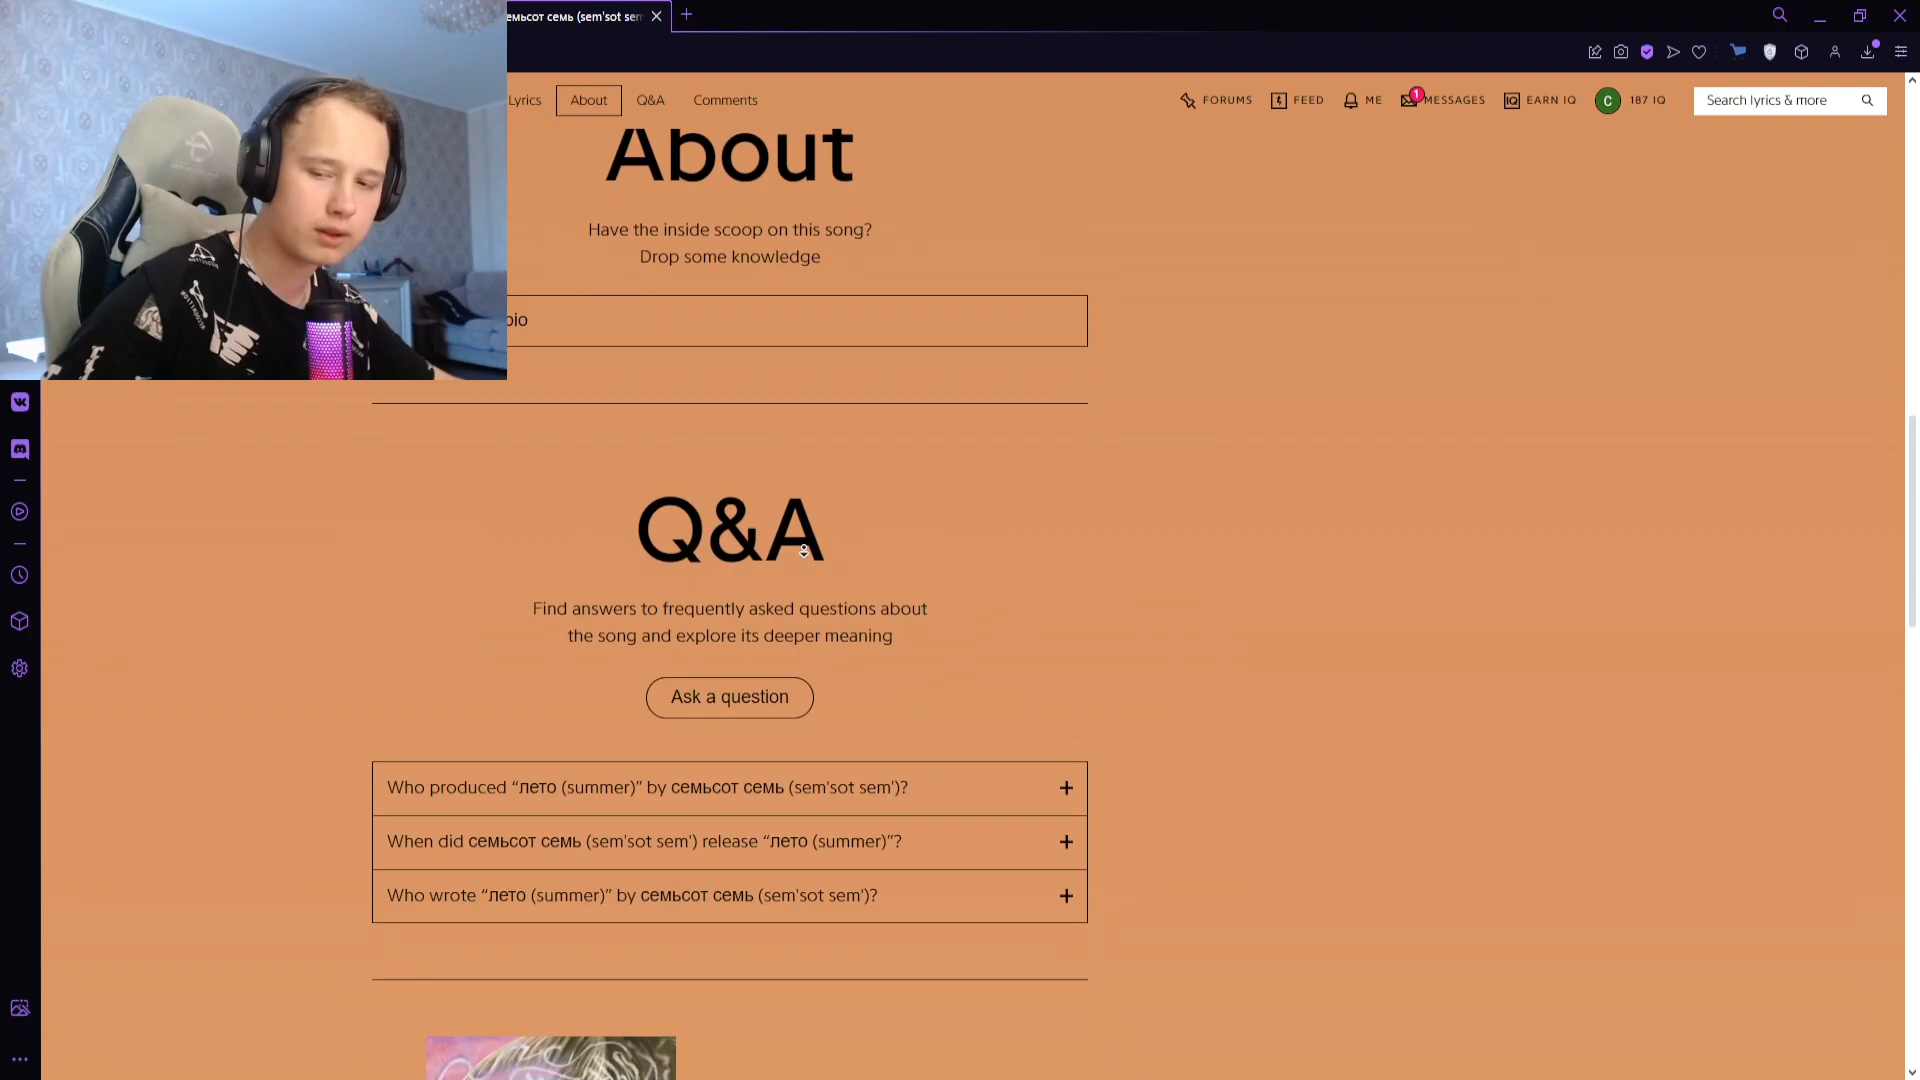 емьсот семь (sem'sot sem
Lyrics
About
Q&A
Comments
FORUMS
FEED
ME
1
MESSAGES
IQ
EARN IQ
C
187 IQ
Search lyrics & more
About
Have the inside scoop on this song?
Drop some knowledge
bio
Q&A
Find answers to frequently asked questions about
the song and explore its deeper meaning
Ask a question
Who produced “лето (summer)” by семьсот семь (sem'sot sem')?
When did семьсот семь (sem'sot sem') release “лето (summer)”?
Who wrote “лето (summer)” by семьсот семь (sem'sot sem')?